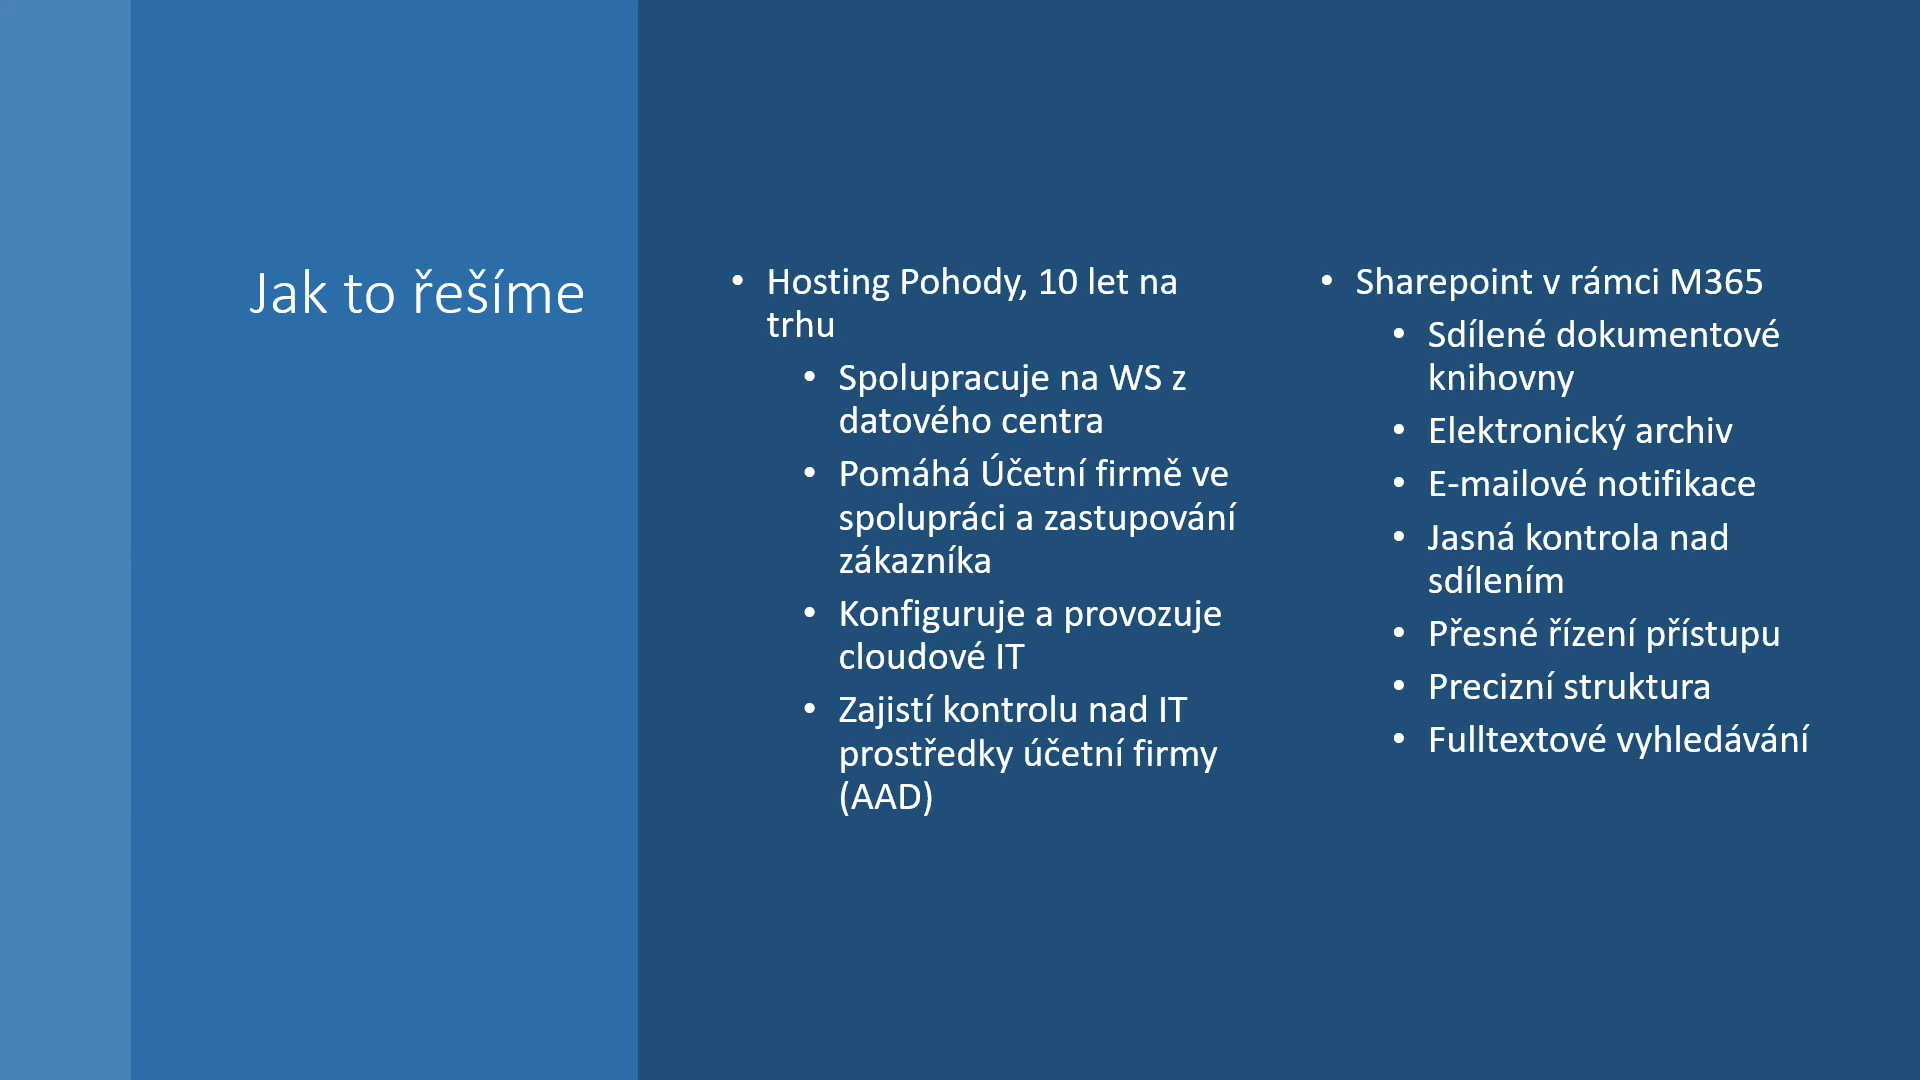 Jak to řešíme
• Hosting Pohody, 10 let na
trhu
• Spolupracuje na WS z
datového centra
• Pomáhá Účetní firmě ve
spolupráci a zastupování
zákazníka
• Konfiguruje a provozuje
cloudové IT
• Zajistí kontrolu nad IT
prostředky účetní firmy
(AAD)
• Sharepoint v rámci M365
• Sdílené dokumentové
knihovny
• Elektronický archiv
• E-mailové notifikace
• Jasná kontrola nad
sdílením
• Přesné řízení přístupu
• Precizní struktura
• Fulltextové vyhledávání